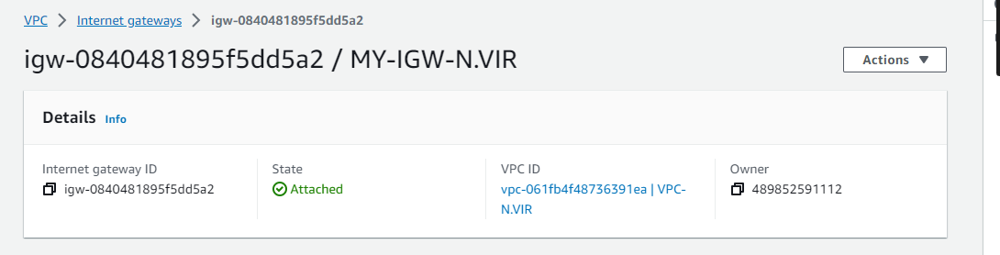 VPC > Internet gateways > igw-0840481895f5dd5a2
igw-0840481895f5dd5a2 / MY-IGW-N.VIR
Actions ▼
Details Info
Internet gateway ID
igw-0840481895f5dd5a2
State
Attached
VPC ID
vpc-061fb4f48736391ea | VPC-
N.VIR
Owner
489852591112